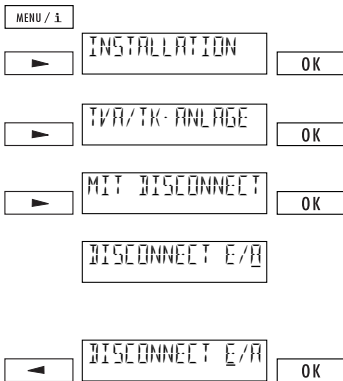 MENU / i
INSTALLATION
OK
TVA/TK-ANLAGE
OK
MIT DISCONNECT
OK
DISCONNECT E/A
DISCONNECT E/A
OK